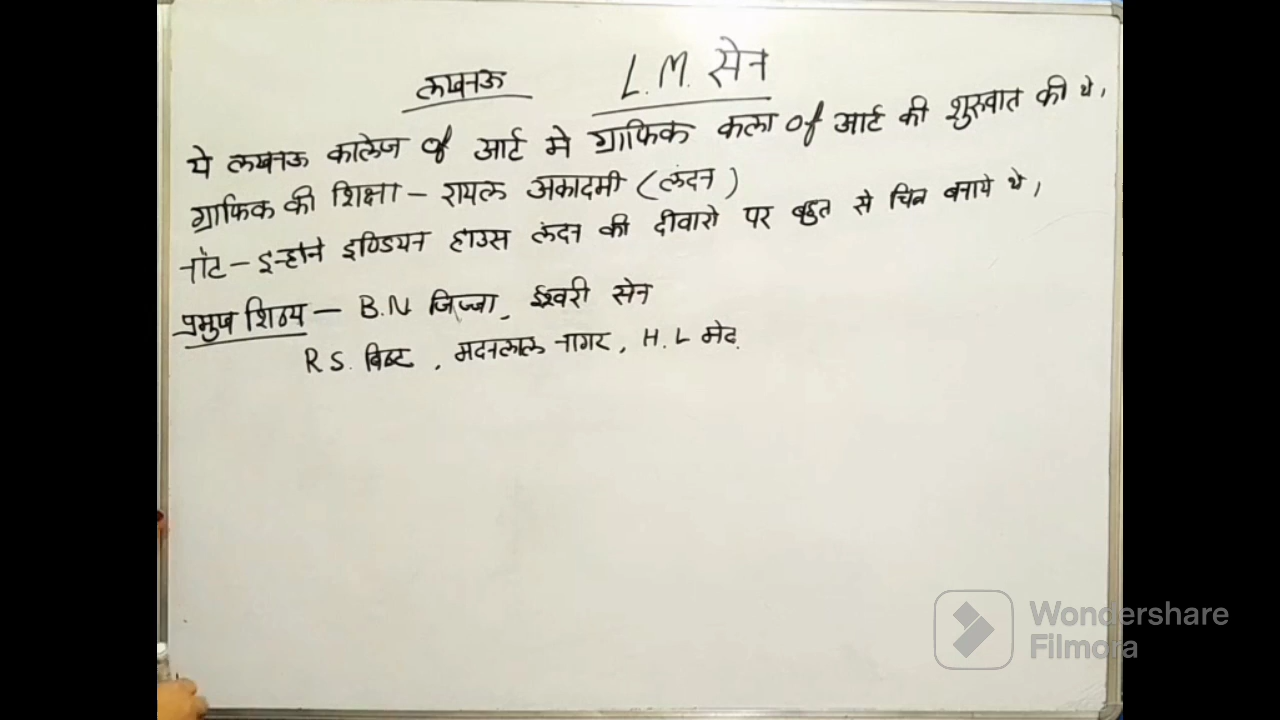 लखनऊ L.M. सेन
ये लखनऊ कालेज of आर्ट मे ग्राफिक कला of आर्ट की शुरुवात की थे,
ग्राफिक की शिक्षा – रायल अकादमी (लंदन)
नोट – इन्होने इण्डियन हाउस लंदन की दीवारो पर बहुत से चित्र बनाये थे,
प्रमुख शिष्य – B.N जिज्जा, ईश्वरी सेन
R S. बिष्ट, मदनलाल नागर, H.L मेढ़.
Wondershare
Filmora